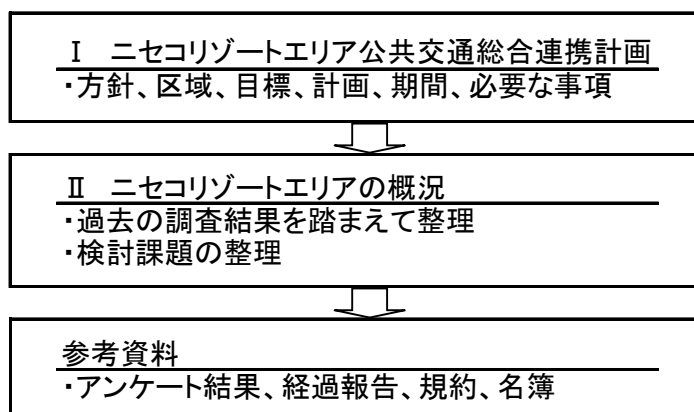 Ⅰ　ニセコリゾートエリア公共交通総合連携計画
・方針、区域、目標、計画、期間、必要な事項
Ⅱ　ニセコリゾートエリアの概況
・過去の調査結果を踏まえて整理
・検討課題の整理
参考資料
・アンケート結果、経過報告、規約、名簿